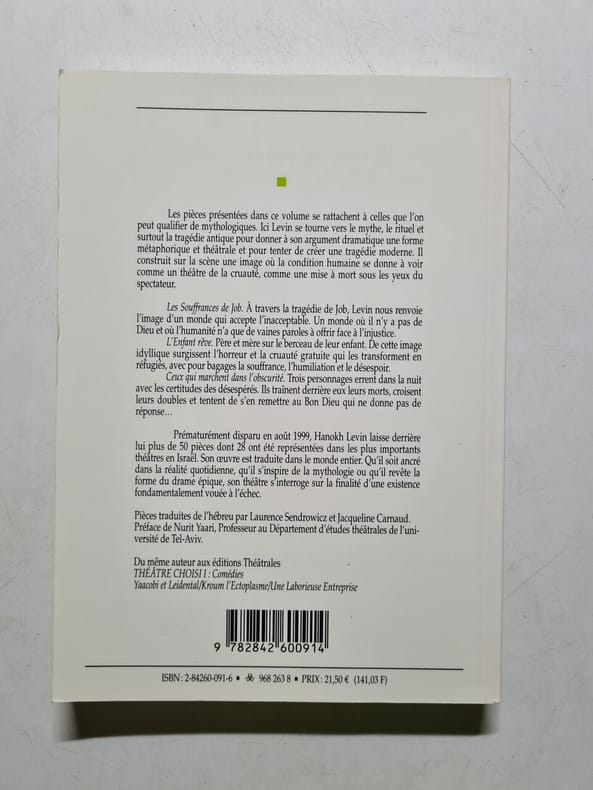 Les pièces présentées dans ce volume se rattachent à celles que l'on
peut qualifier de mythologiques. Ici Levin se tourne vers le mythe, le rituel et
surtout la tragédie antique pour donner à son argument dramatique une forme
métaphorique et théâtrale et pour tenter de créer une tragédie moderne. Il
construit sur la scène une image où la condition humaine se donne à voir
comme un théâtre de la cruauté, comme une mise à mort sous les yeux du
spectateur.
Les Souffrances de Job. À travers la tragédie de Job, Levin nous renvoie
l'image d'un monde qui accepte l'inacceptable. Un monde où il n'y a pas de
Dieu et où l'humanité n'a que de vaines paroles à offrir face à l'injustice.
L'Enfant rêve. Père et mère sur le berceau de leur enfant. De cette image
idyllique surgissent l'horreur et la cruauté gratuite qui les transforment en
réfugiés, avec pour bagages la souffrance, l'humiliation et le désespoir.
Ceux qui marchent dans l'obscurité. Trois personnages errent dans la nuit
avec les certitudes des désespérés. Ils traînent derrière eux leurs morts, croisent
leurs doubles et tentent de s'en remettre au Bon Dieu qui ne donne pas de
réponse…
Prématurément disparu en août 1999, Hanokh Levin laisse derrière
lui plus de 50 pièces dont 28 ont été représentées dans les plus importants
théâtres en Israël. Son œuvre est traduite dans le monde entier. Qu'il soit ancré
dans la réalité quotidienne, qu'il s'inspire de la mythologie ou qu'il revête la
forme du drame épique, son théâtre s'interroge sur la finalité d'une existence
fondamentalement vouée à l'échec.
Pièces traduites de l'hébreu par Laurence Sendrowicz et Jacqueline Carnaud.
Préface de Nurit Yaari, Professeur au Département d'études théâtrales de l'uni-
versité de Tel-Aviv.
Du même auteur aux éditions Théâtrales
THÉÂTRE CHOISI I : Comédies
Yaacobi et Leidental/Kroum l'Ectoplasme/Une Laborieuse Entreprise
9 782842 600914
ISBN : 2-84260-091-6 ■ 968 263 8 ■ PRIX : 21,50 € (141,03 F)